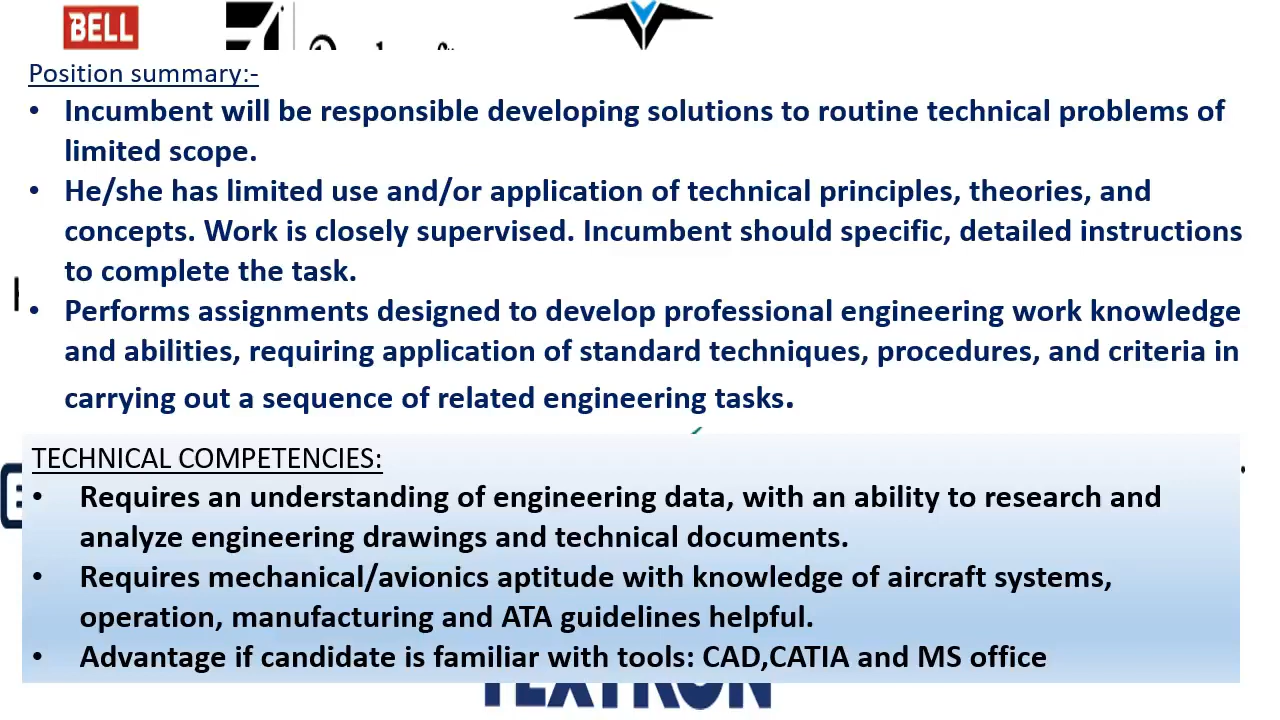 BELL
Position summary:-
• Incumbent will be responsible developing solutions to routine technical problems of
limited scope.
• He/she has limited use and/or application of technical principles, theories, and
concepts. Work is closely supervised. Incumbent should specific, detailed instructions
to complete the task.
• Performs assignments designed to develop professional engineering work knowledge
and abilities, requiring application of standard techniques, procedures, and criteria in
carrying out a sequence of related engineering tasks.
TECHNICAL COMPETENCIES:
• Requires an understanding of engineering data, with an ability to research and
analyze engineering drawings and technical documents.
• Requires mechanical/avionics aptitude with knowledge of aircraft systems,
operation, manufacturing and ATA guidelines helpful.
• Advantage if candidate is familiar with tools: CAD,CATIA and MS office
TEXTRON